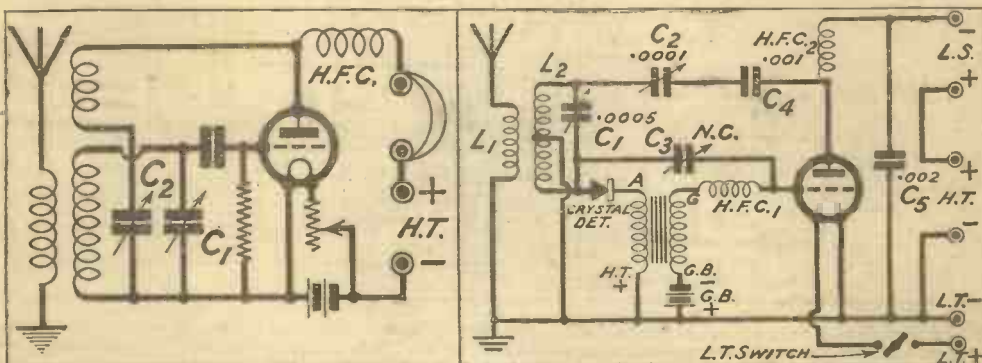 H.F.C.
C2
C1
+
H.T.
−
C2
.0001
H.F.C.2
.001
C4
L2
L1
.0005
C1
C3
N.C.
A
G
H.F.C.1
CRYSTAL
DET.
H.T.
+
G.B.
−
G.B.
+
.002
C5
−
L.S.
+
+
H.T.
−
L.T.−
L.T.+
L.T. SWITCH